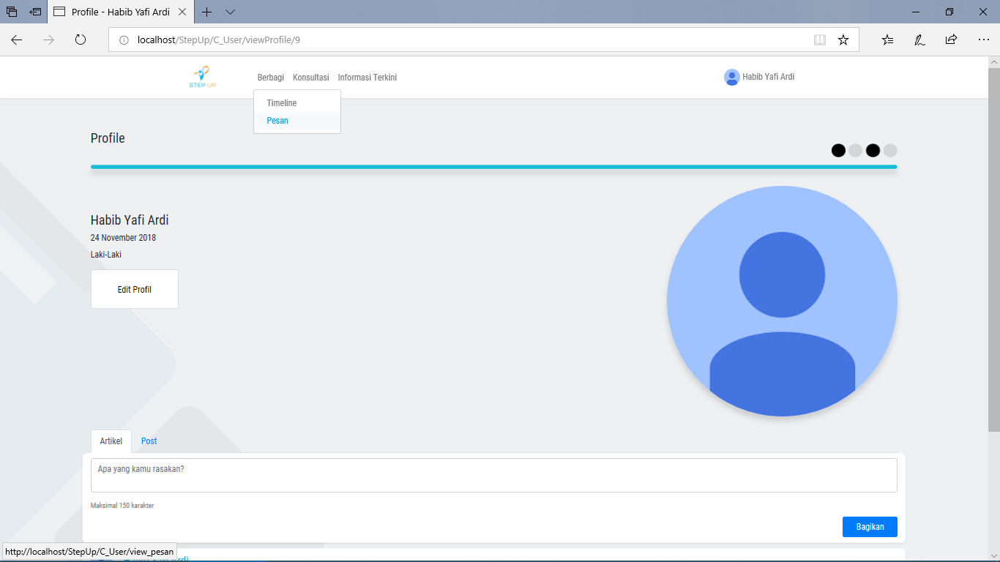 Profile - Habib Yafi Ardi
localhost/StepUp/C_User/viewProfile/9
STEP UP
Berbagi Konsultasi Informasi Terkini
Habib Yafi Ardi
Timeline
Pesan
Profile
Habib Yafi Ardi
24 November 2018
Laki-Laki
Edit Profil
Artikel Post
Apa yang kamu rasakan?
Maksimal 150 karakter
Bagikan
http://localhost/StepUp/C_User/view_pesan